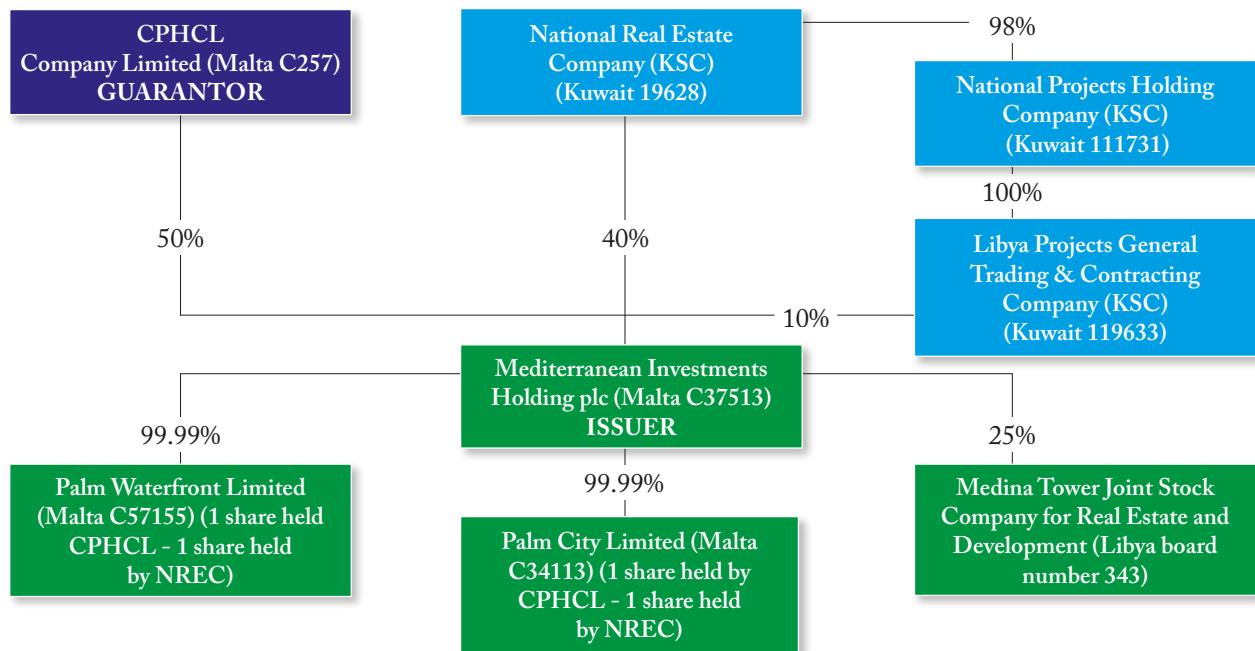 CPHCL
Company Limited (Malta C257)
GUARANTOR
National Real Estate
Company (KSC)
(Kuwait 19628)
98%
National Projects Holding
Company (KSC)
(Kuwait 111731)
100%
50%
40%
Libya Projects General
Trading & Contracting
Company (KSC)
(Kuwait 119633)
10%
Mediterranean Investments
Holding plc (Malta C37513)
ISSUER
99.99%
99.99%
25%
Palm Waterfront Limited
(Malta C57155) (1 share held
CPHCL - 1 share held
by NREC)
Palm City Limited (Malta
C34113) (1 share held by
CPHCL - 1 share held
by NREC)
Medina Tower Joint Stock
Company for Real Estate and
Development (Libya board
number 343)